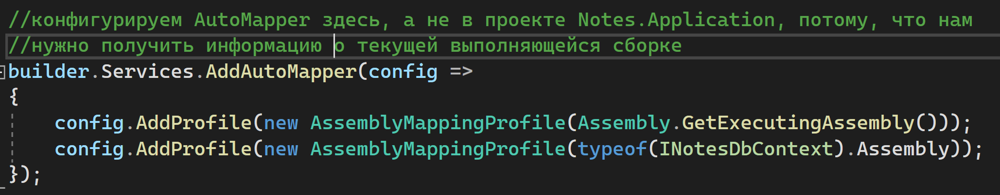 //конфигурируем AutoMapper здесь, а не в проекте Notes.Application, потому, что нам
//нужно получить информацию о текущей выполняющейся сборке
builder.Services.AddAutoMapper(config =>
{
    config.AddProfile(new AssemblyMappingProfile(Assembly.GetExecutingAssembly()));
    config.AddProfile(new AssemblyMappingProfile(typeof(INotesDbContext).Assembly));
});